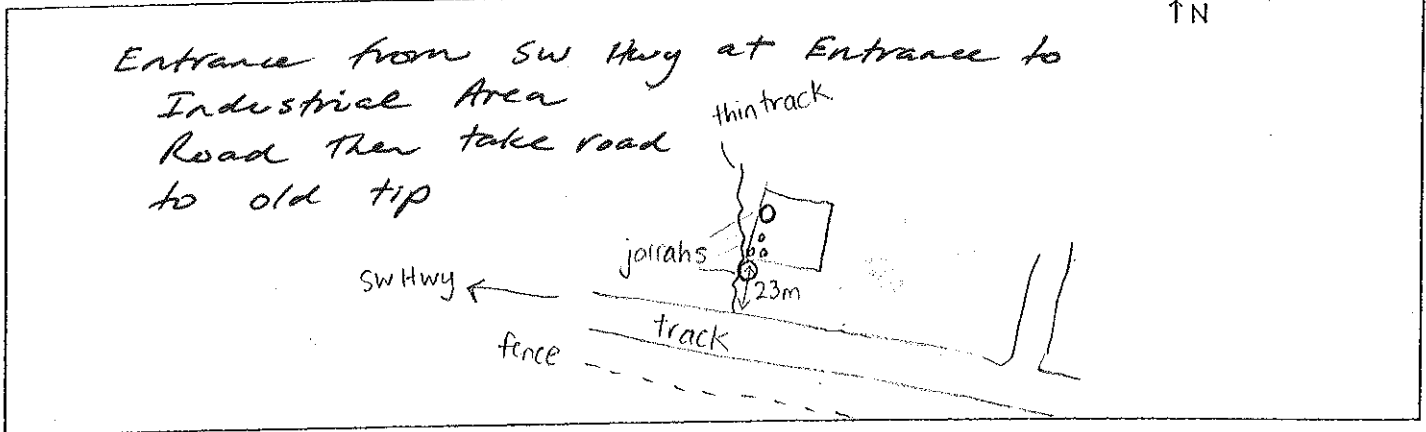 ↑N
Entrance from SW Hwy at Entrance to
Industrial Area
Road Then take road
to old tip
thin track
jarrahs
SW Hwy
23m
track
fence